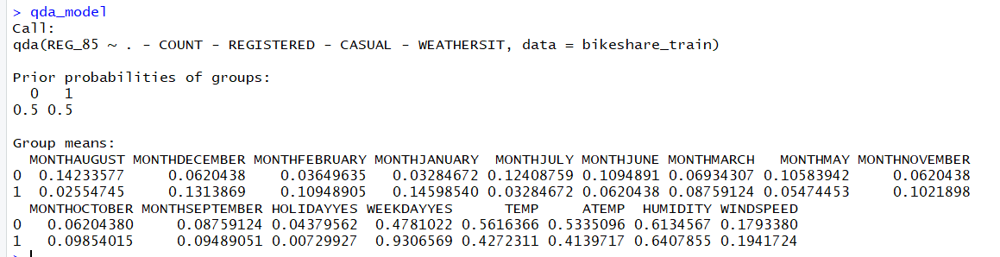 > qda_model
Call:
qda(REG_85 ~ . - COUNT - REGISTERED - CASUAL - WEATHERSIT, data = bikeshare_train)
Prior probabilities of groups:
0 1
0.5 0.5
Group means:
MONTHAUGUST MONTHDECEMBER MONTHFEBRUARY MONTHJANUARY MONTHJULY MONTHJUNE MONTHMARCH MONTHMAY MONTHNOVEMBER
0 0.14233577 0.0620438 0.03649635 0.03284672 0.12408759 0.1094891 0.06934307 0.10583942 0.0620438
1 0.02554745 0.1313869 0.10948905 0.14598540 0.03284672 0.0620438 0.08759124 0.05474453 0.1021898
MONTHOCTOBER MONTHSEPTEMBER HOLIDAYYES WEEKDAYYES TEMP ATEMP HUMIDITY WINDSPEED
0 0.06204380 0.08759124 0.04379562 0.4781022 0.5616366 0.5335096 0.6134567 0.1793380
1 0.09854015 0.09489051 0.00729927 0.9306569 0.4272311 0.4139717 0.6407855 0.1941724
>